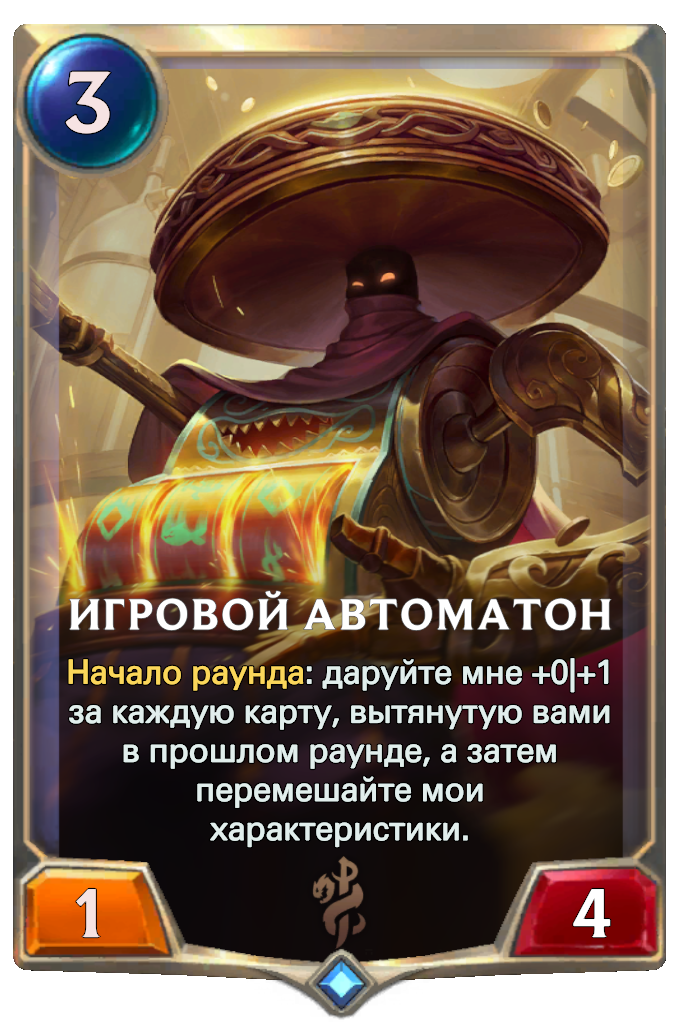 3
ИГРОВОЙ АВТОМАТОН
Начало раунда: даруйте мне +0|+1
за каждую карту, вытянутую вами
в прошлом раунде, а затем
перемешайте мои
характеристики.
1
4